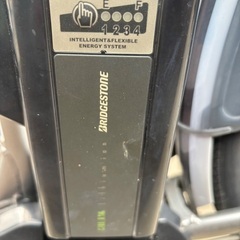 E F
1 2 3 4
INTELLIGENT&FLEXIBLE
ENERGY SYSTEM
BRIDGESTONE